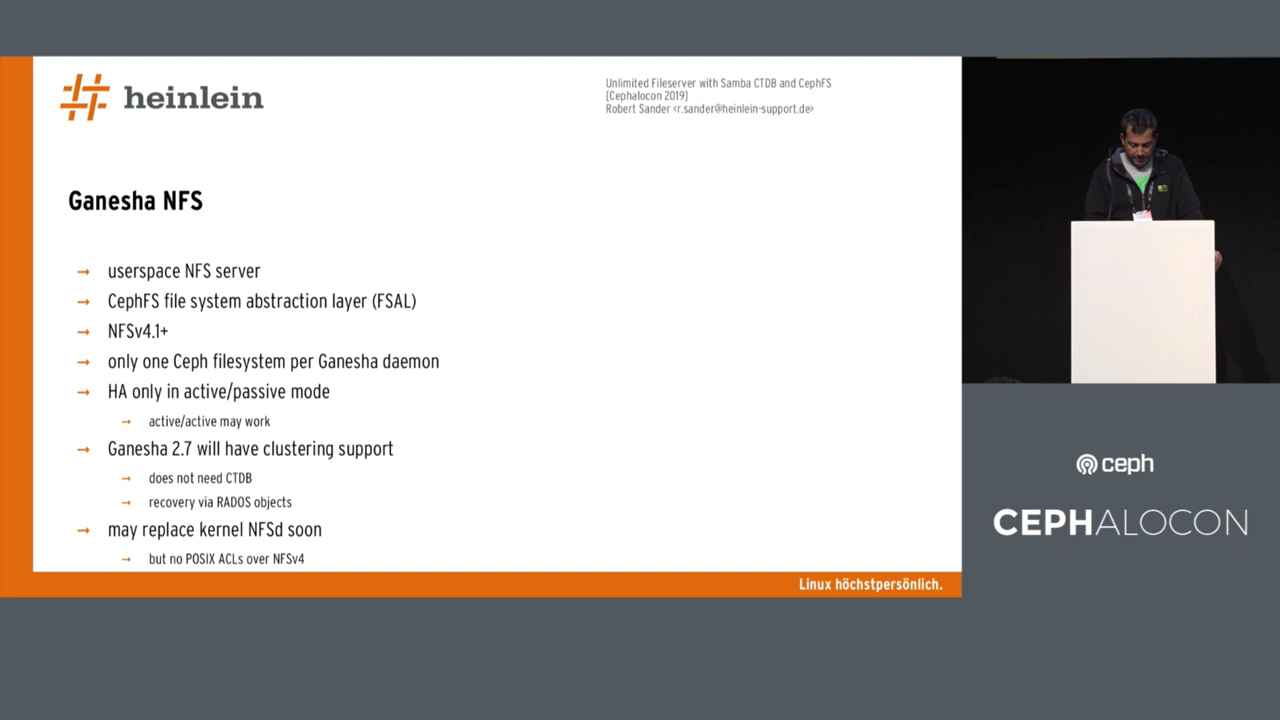 heinlein
Unlimited Fileserver with Samba CTDB and CephFS
[Cephalocon 2019]
Robert Sander <r.sander@heinlein-support.de>
Ganesha NFS
→ userspace NFS server
→ CephFS file system abstraction layer (FSAL)
→ NFSv4.1+
→ only one Ceph filesystem per Ganesha daemon
→ HA only in active/passive mode
→ active/active may work
→ Ganesha 2.7 will have clustering support
→ does not need CTDB
→ recovery via RADOS objects
→ may replace kernel NFSd soon
→ but no POSIX ACLs over NFSv4
Linux höchstpersönlich.
ceph
CEPHALOCON